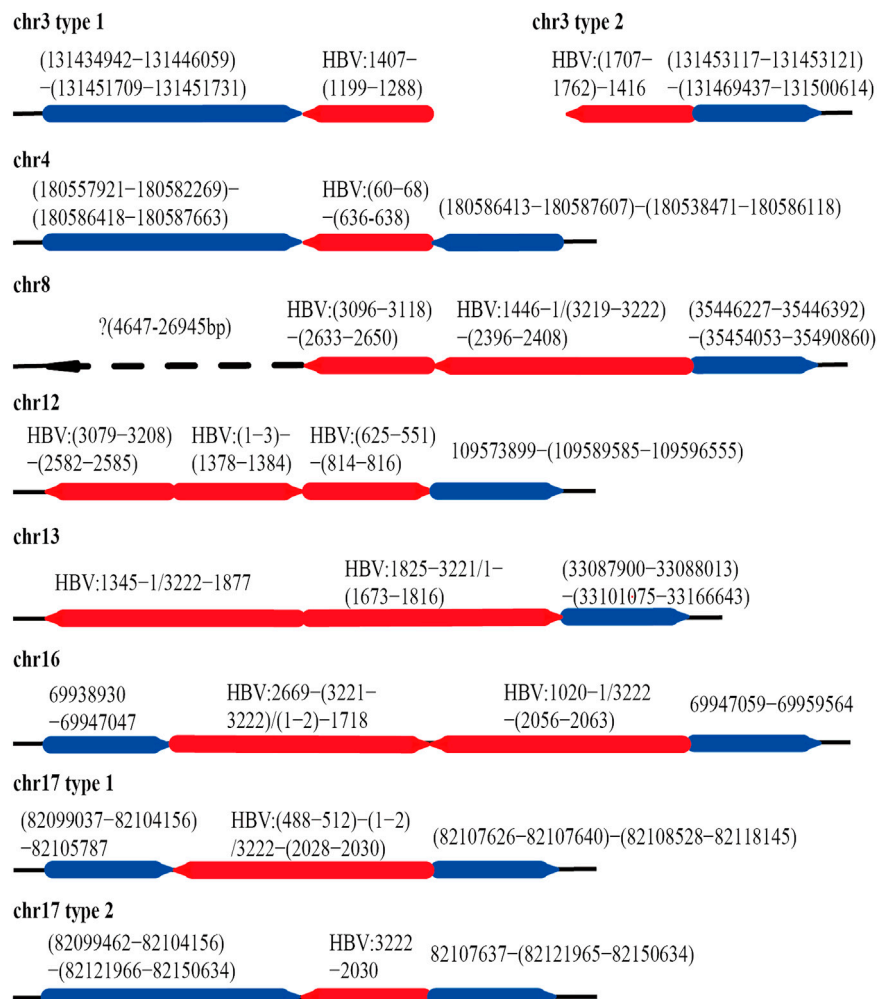 chr3 type 1
(131434942−131446059)
−(131451709−131451731)
HBV:1407−
(1199−1288)
chr3 type 2
HBV:(1707−
1762)−1416
(131453117−131453121)
−(131469437−131500614)
chr4
(180557921−180582269)−
(180586418−180587663)
HBV:(60−68)
−(636-638)
(180586413−180587607)−(180538471−180586118)
chr8
?(4647-26945bp)
HBV:(3096−3118)
−(2633−2650)
HBV:1446−1/(3219−3222)
−(2396−2408)
(35446227−35446392)
−(35454053−35490860)
chr12
HBV:(3079−3208)
−(2582−2585)
HBV:(1−3)−
(1378−1384)
HBV:(625−551)
−(814−816)
109573899−(109589585−109596555)
chr13
HBV:1345−1/3222−1877
HBV:1825−3221/1−
(1673−1816)
(33087900−33088013)
−(33101075−33166643)
chr16
69938930
−69947047
HBV:2669−(3221−
3222)/(1−2)−1718
HBV:1020−1/3222
−(2056−2063)
69947059−69959564
chr17 type 1
(82099037−82104156)
−82105787
HBV:(488−512)−(1−2)
/3222−(2028−2030)
(82107626−82107640)−(82108528−82118145)
chr17 type 2
(82099462−82104156)
−(82121966−82150634)
HBV:3222
−2030
82107637−(82121965−82150634)